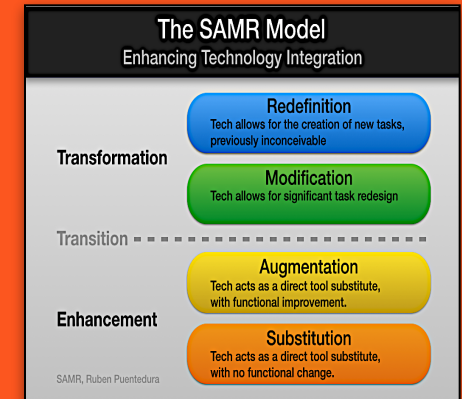 The SAMR Model
Enhancing Technology Integration
Redefinition
Tech allows for the creation of new tasks,
previously inconceivable
Transformation
Modification
Tech allows for significant task redesign
Transition
Augmentation
Tech acts as a direct tool substitute,
with functional improvement.
Enhancement
Substitution
Tech acts as a direct tool substitute,
with no functional change.
SAMR, Ruben Puentedura